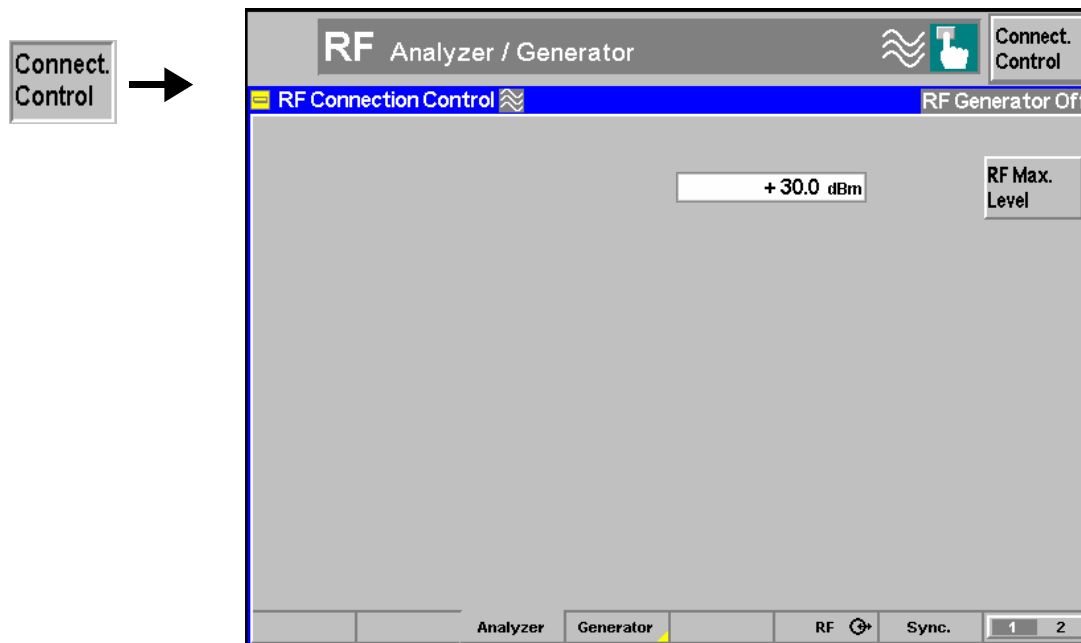 Connect.
Control
RF Analyzer / Generator
Connect.
Control
RF Connection Control
RF Generator Off
+ 30.0 dBm
RF Max.
Level
Analyzer
Generator
RF
Sync.
1 2